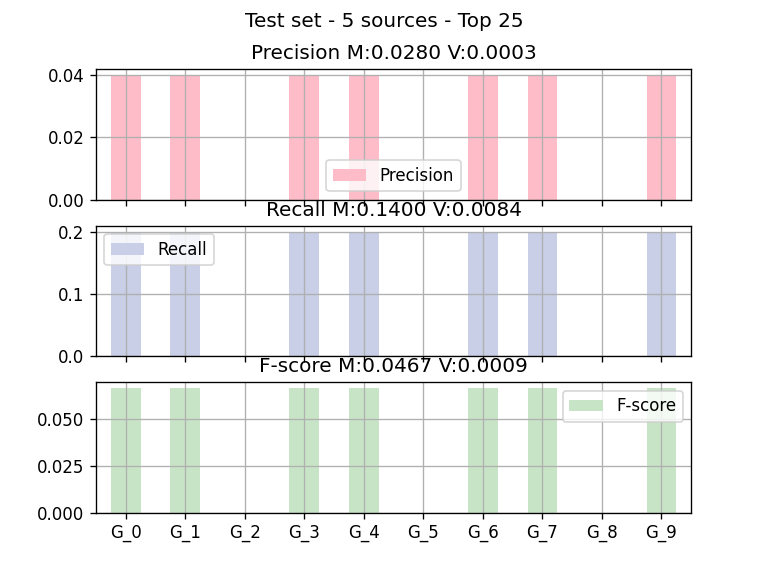 Test set - 5 sources - Top 25
Precision M:0.0280 V:0.0003
0.04
0.02
0.00
Precision
Recall M:0.1400 V:0.0084
0.2
0.1
0.0
Recall
F-score M:0.0467 V:0.0009
0.050
0.025
0.000
F-score
G_0 G_1 G_2 G_3 G_4 G_5 G_6 G_7 G_8 G_9